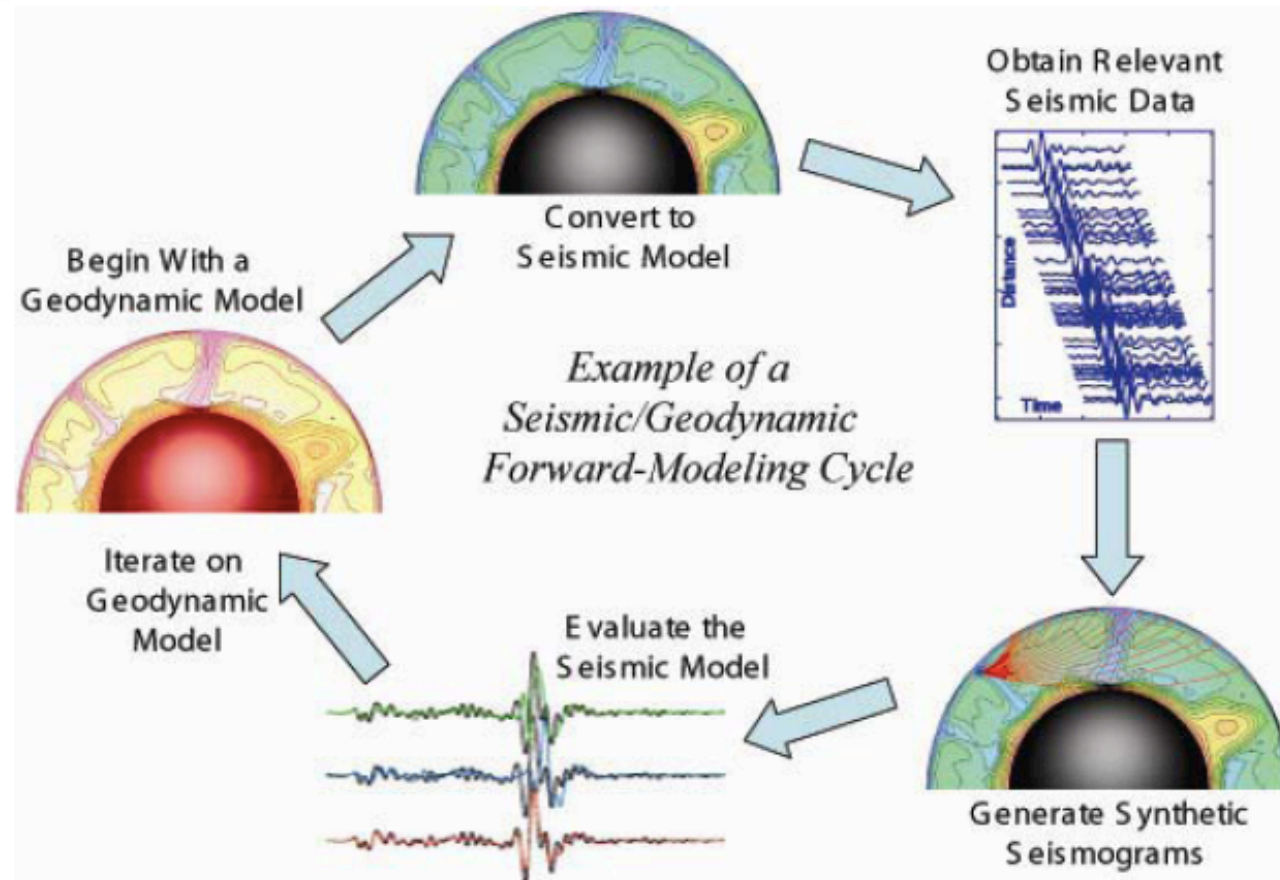 Obtain Relevant
Seismic Data
Distance
Time
Convert to
Seismic Model
Begin With a
Geodynamic Model
Example of a
Seismic/Geodynamic
Forward-Modeling Cycle
Iterate on
Geodynamic
Model
Evaluate the
Seismic Model
Generate Synthetic
Seismograms